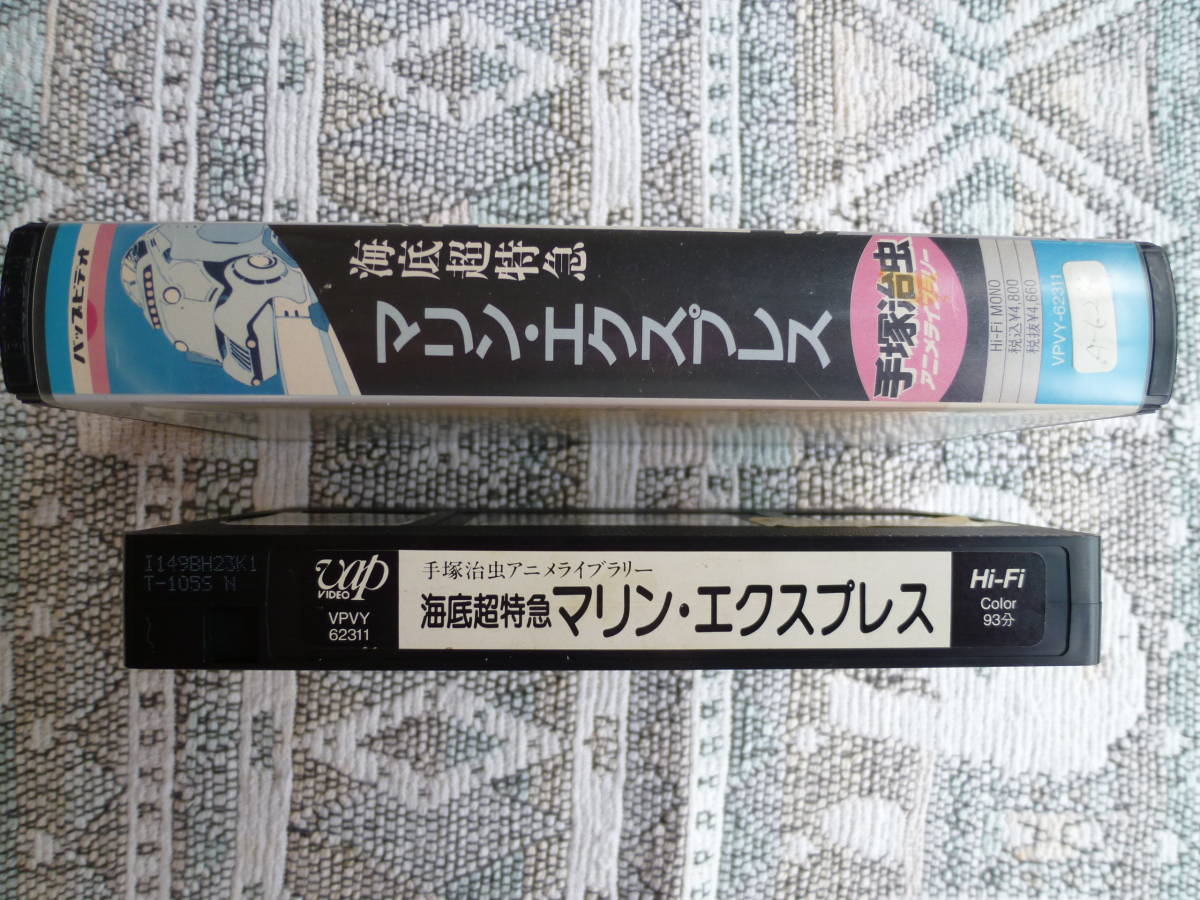 バップビデオ
海底超特急
マリン・エクスプレス
手塚治虫
アニメライブラリー
Hi-Fi MONO
税込¥4,800
税抜¥4,660
VPVY-62311
I149BH23K1
T-105S N
vap
VIDEO
VPVY
62311
手塚治虫アニメライブラリー
海底超特急マリン・エクスプレス
Hi-Fi
Color
93分